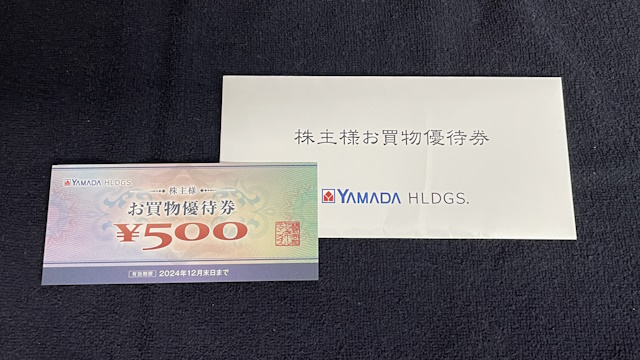 株主様お買物優待券
YAMADA HLDGS.
YAMADA HLDGS.
株主様
お買物優待券
¥500
有効期限 2024年12月末日まで